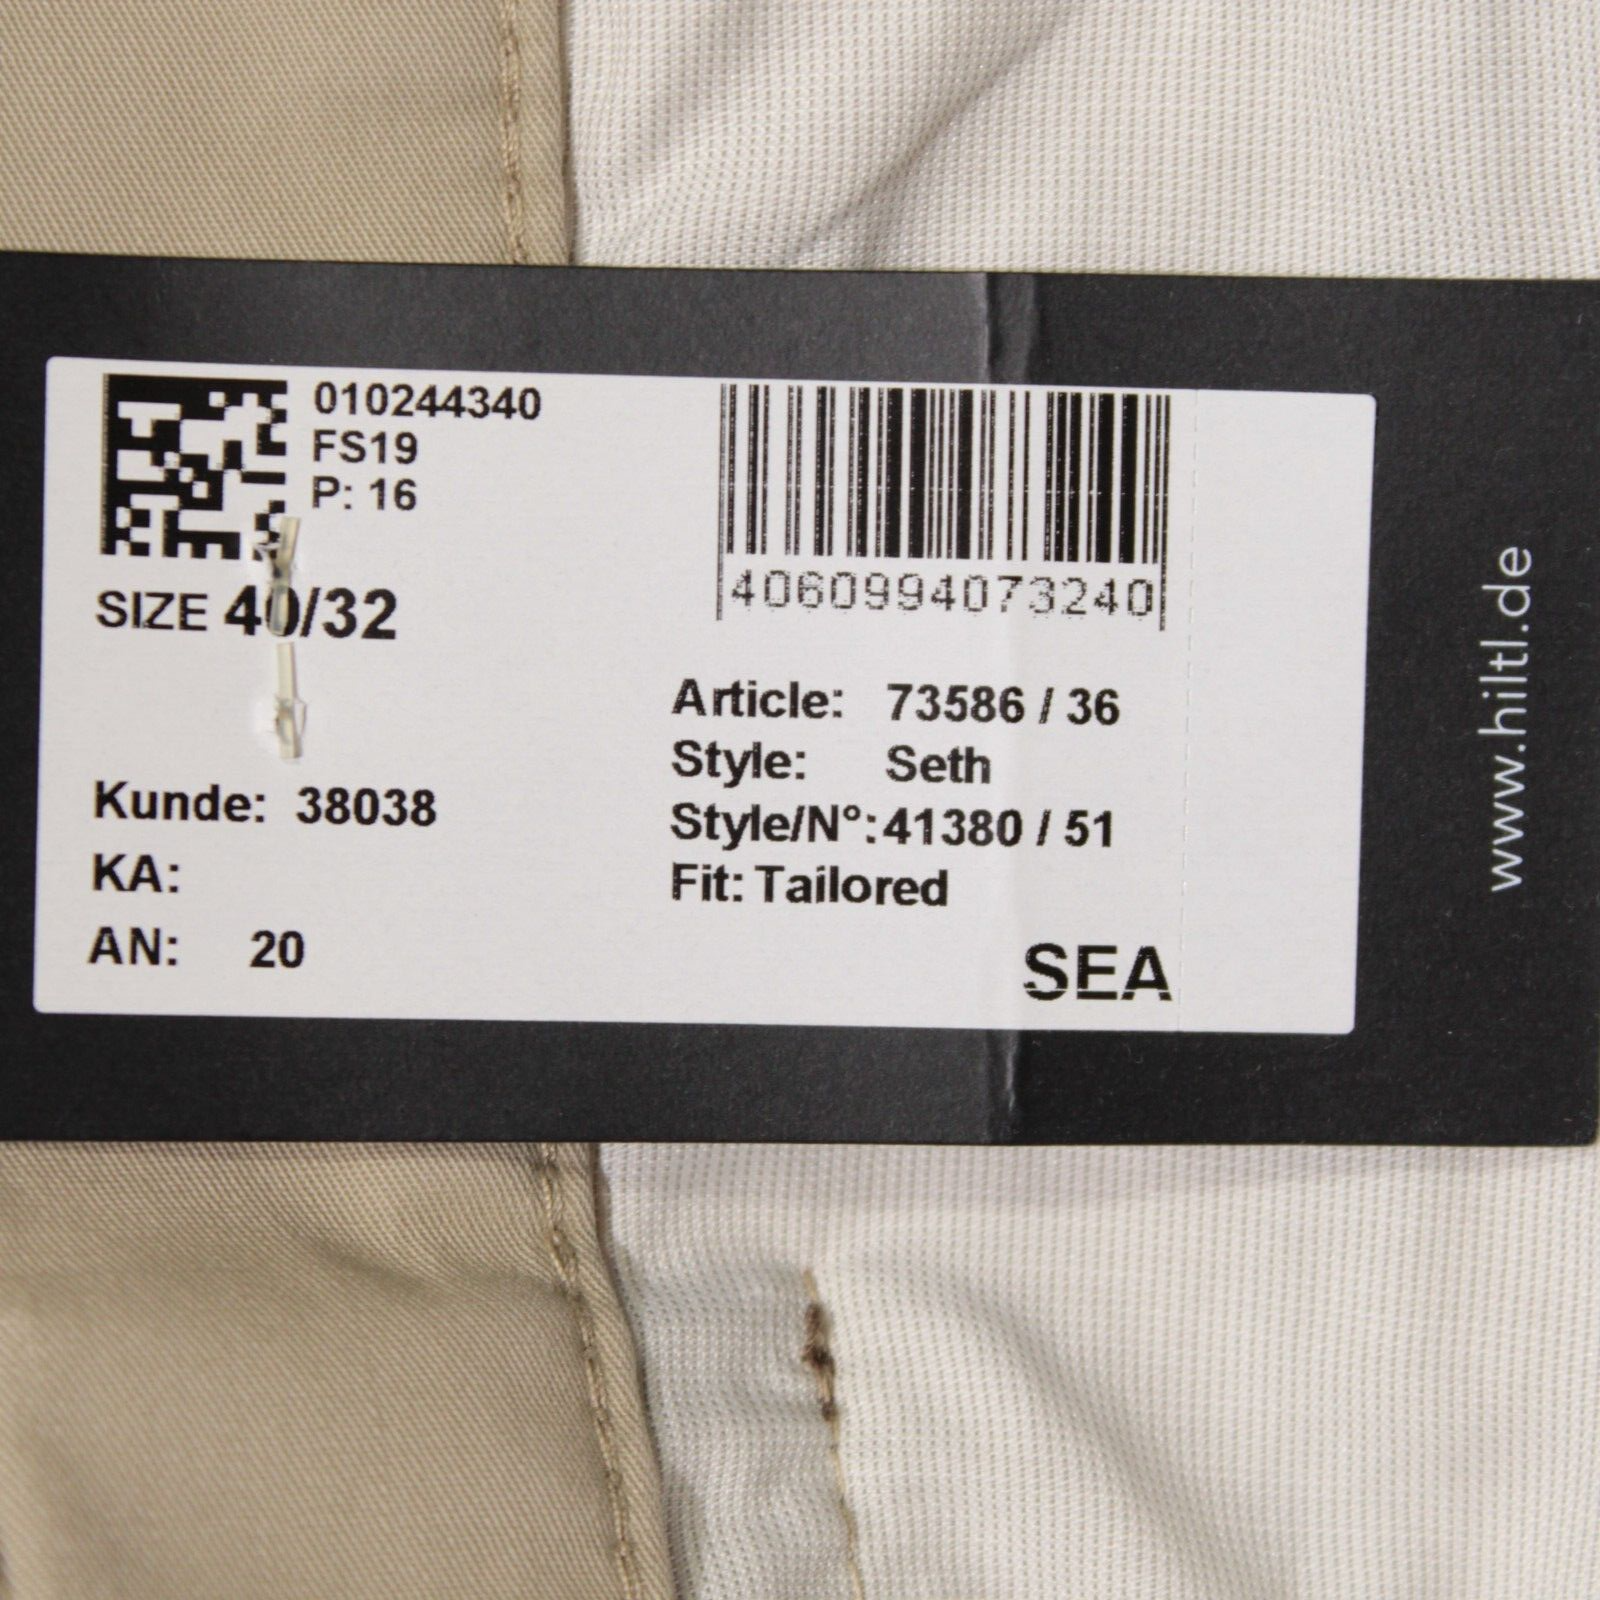 010244340
FS19
P: 16
SIZE 40/32
Kunde: 38038
KA:
AN: 20
4060994073240
Article: 73586 / 36
Style: Seth
Style/N°:41380 / 51
Fit: Tailored
SEA
www.hiltl.de